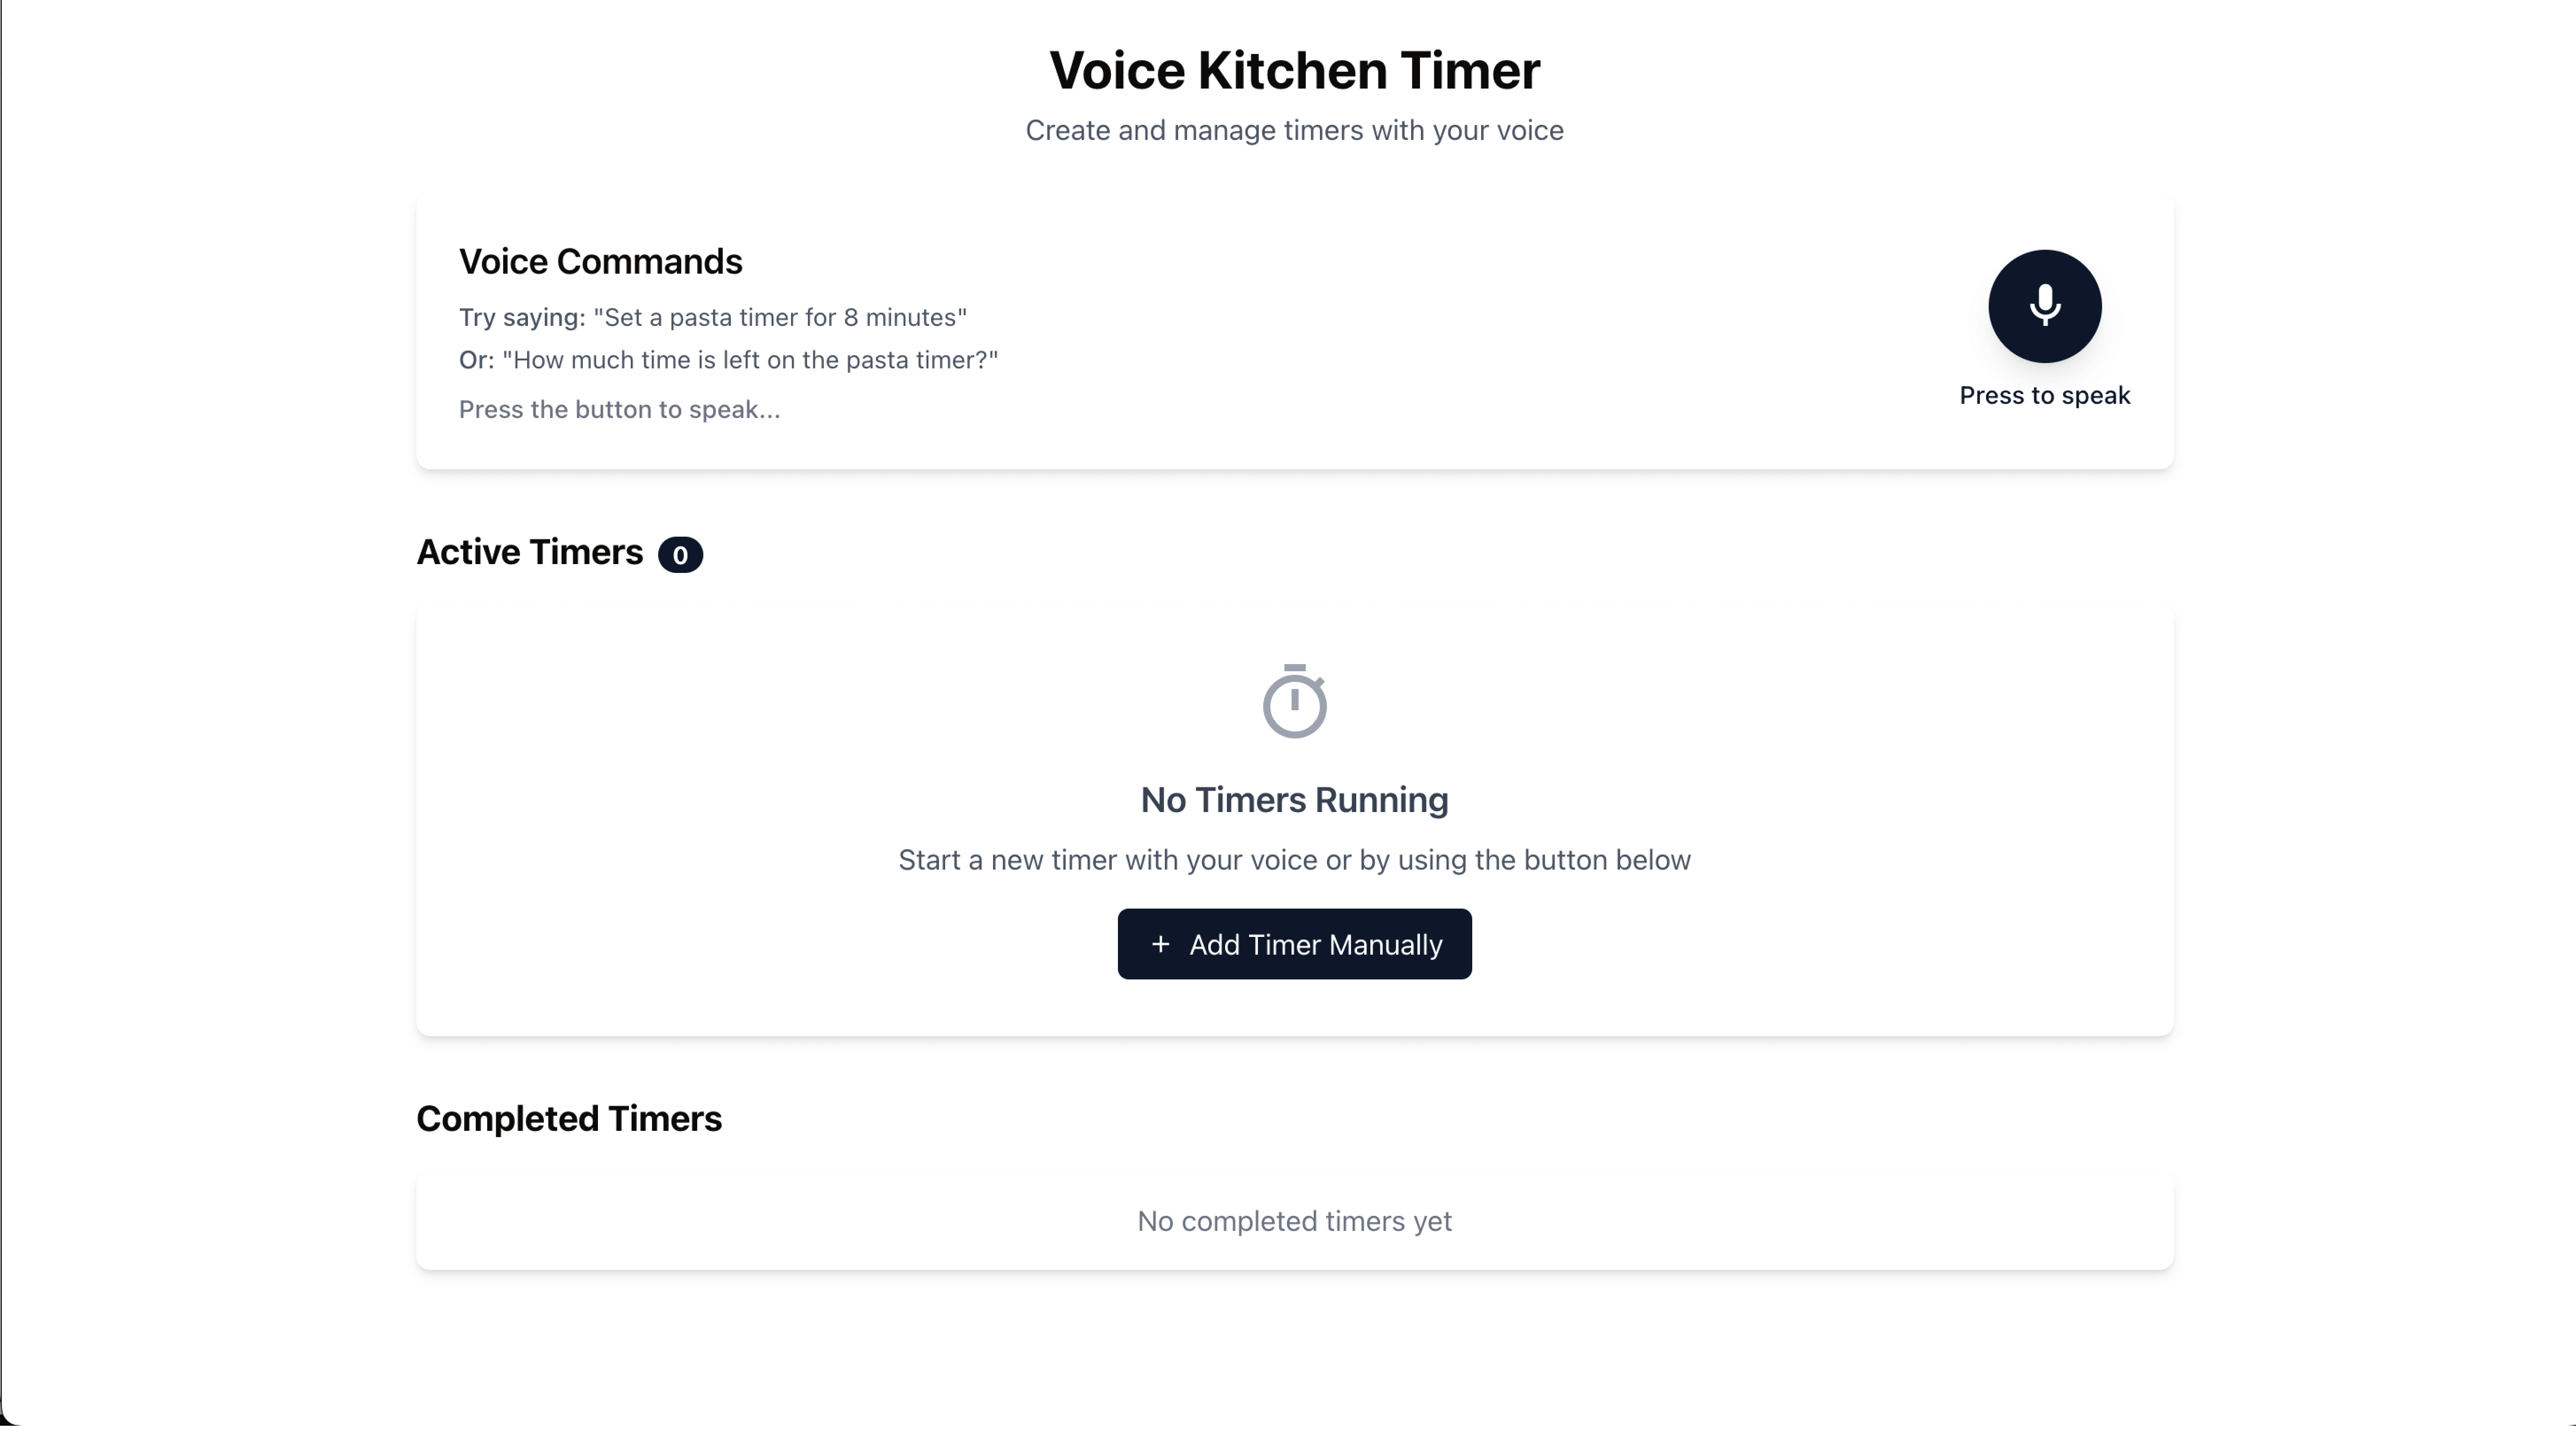 Voice Kitchen Timer
Create and manage timers with your voice
Voice Commands
Try saying: "Set a pasta timer for 8 minutes"
Or: "How much time is left on the pasta timer?"
Press the button to speak...
Press to speak
Active Timers 0
No Timers Running
Start a new timer with your voice or by using the button below
+ Add Timer Manually
Completed Timers
No completed timers yet